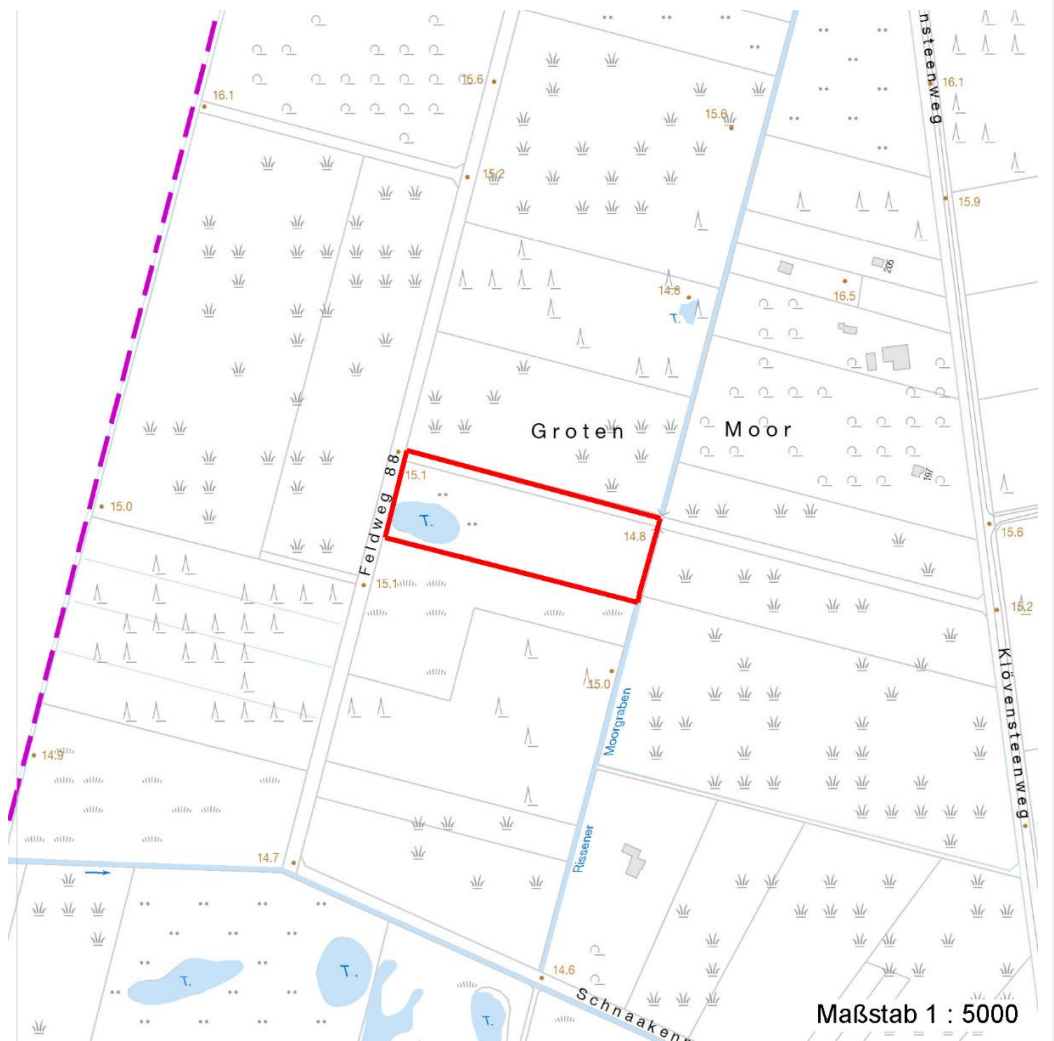 nsteenweg
15.6
16.1
16.1
15.6
15.2
15.9
205
14.8
16.5
T.
Groten Moor
15.1
197
Feldweg 88
15.0
T.
14.8
15.6
15.1
15.2
15.0
Klövensteenweg
Moorgraben
14.9
Rissener
14.7
14.6
T.
T.
T.
Schnaaken
Maßstab 1 : 5000